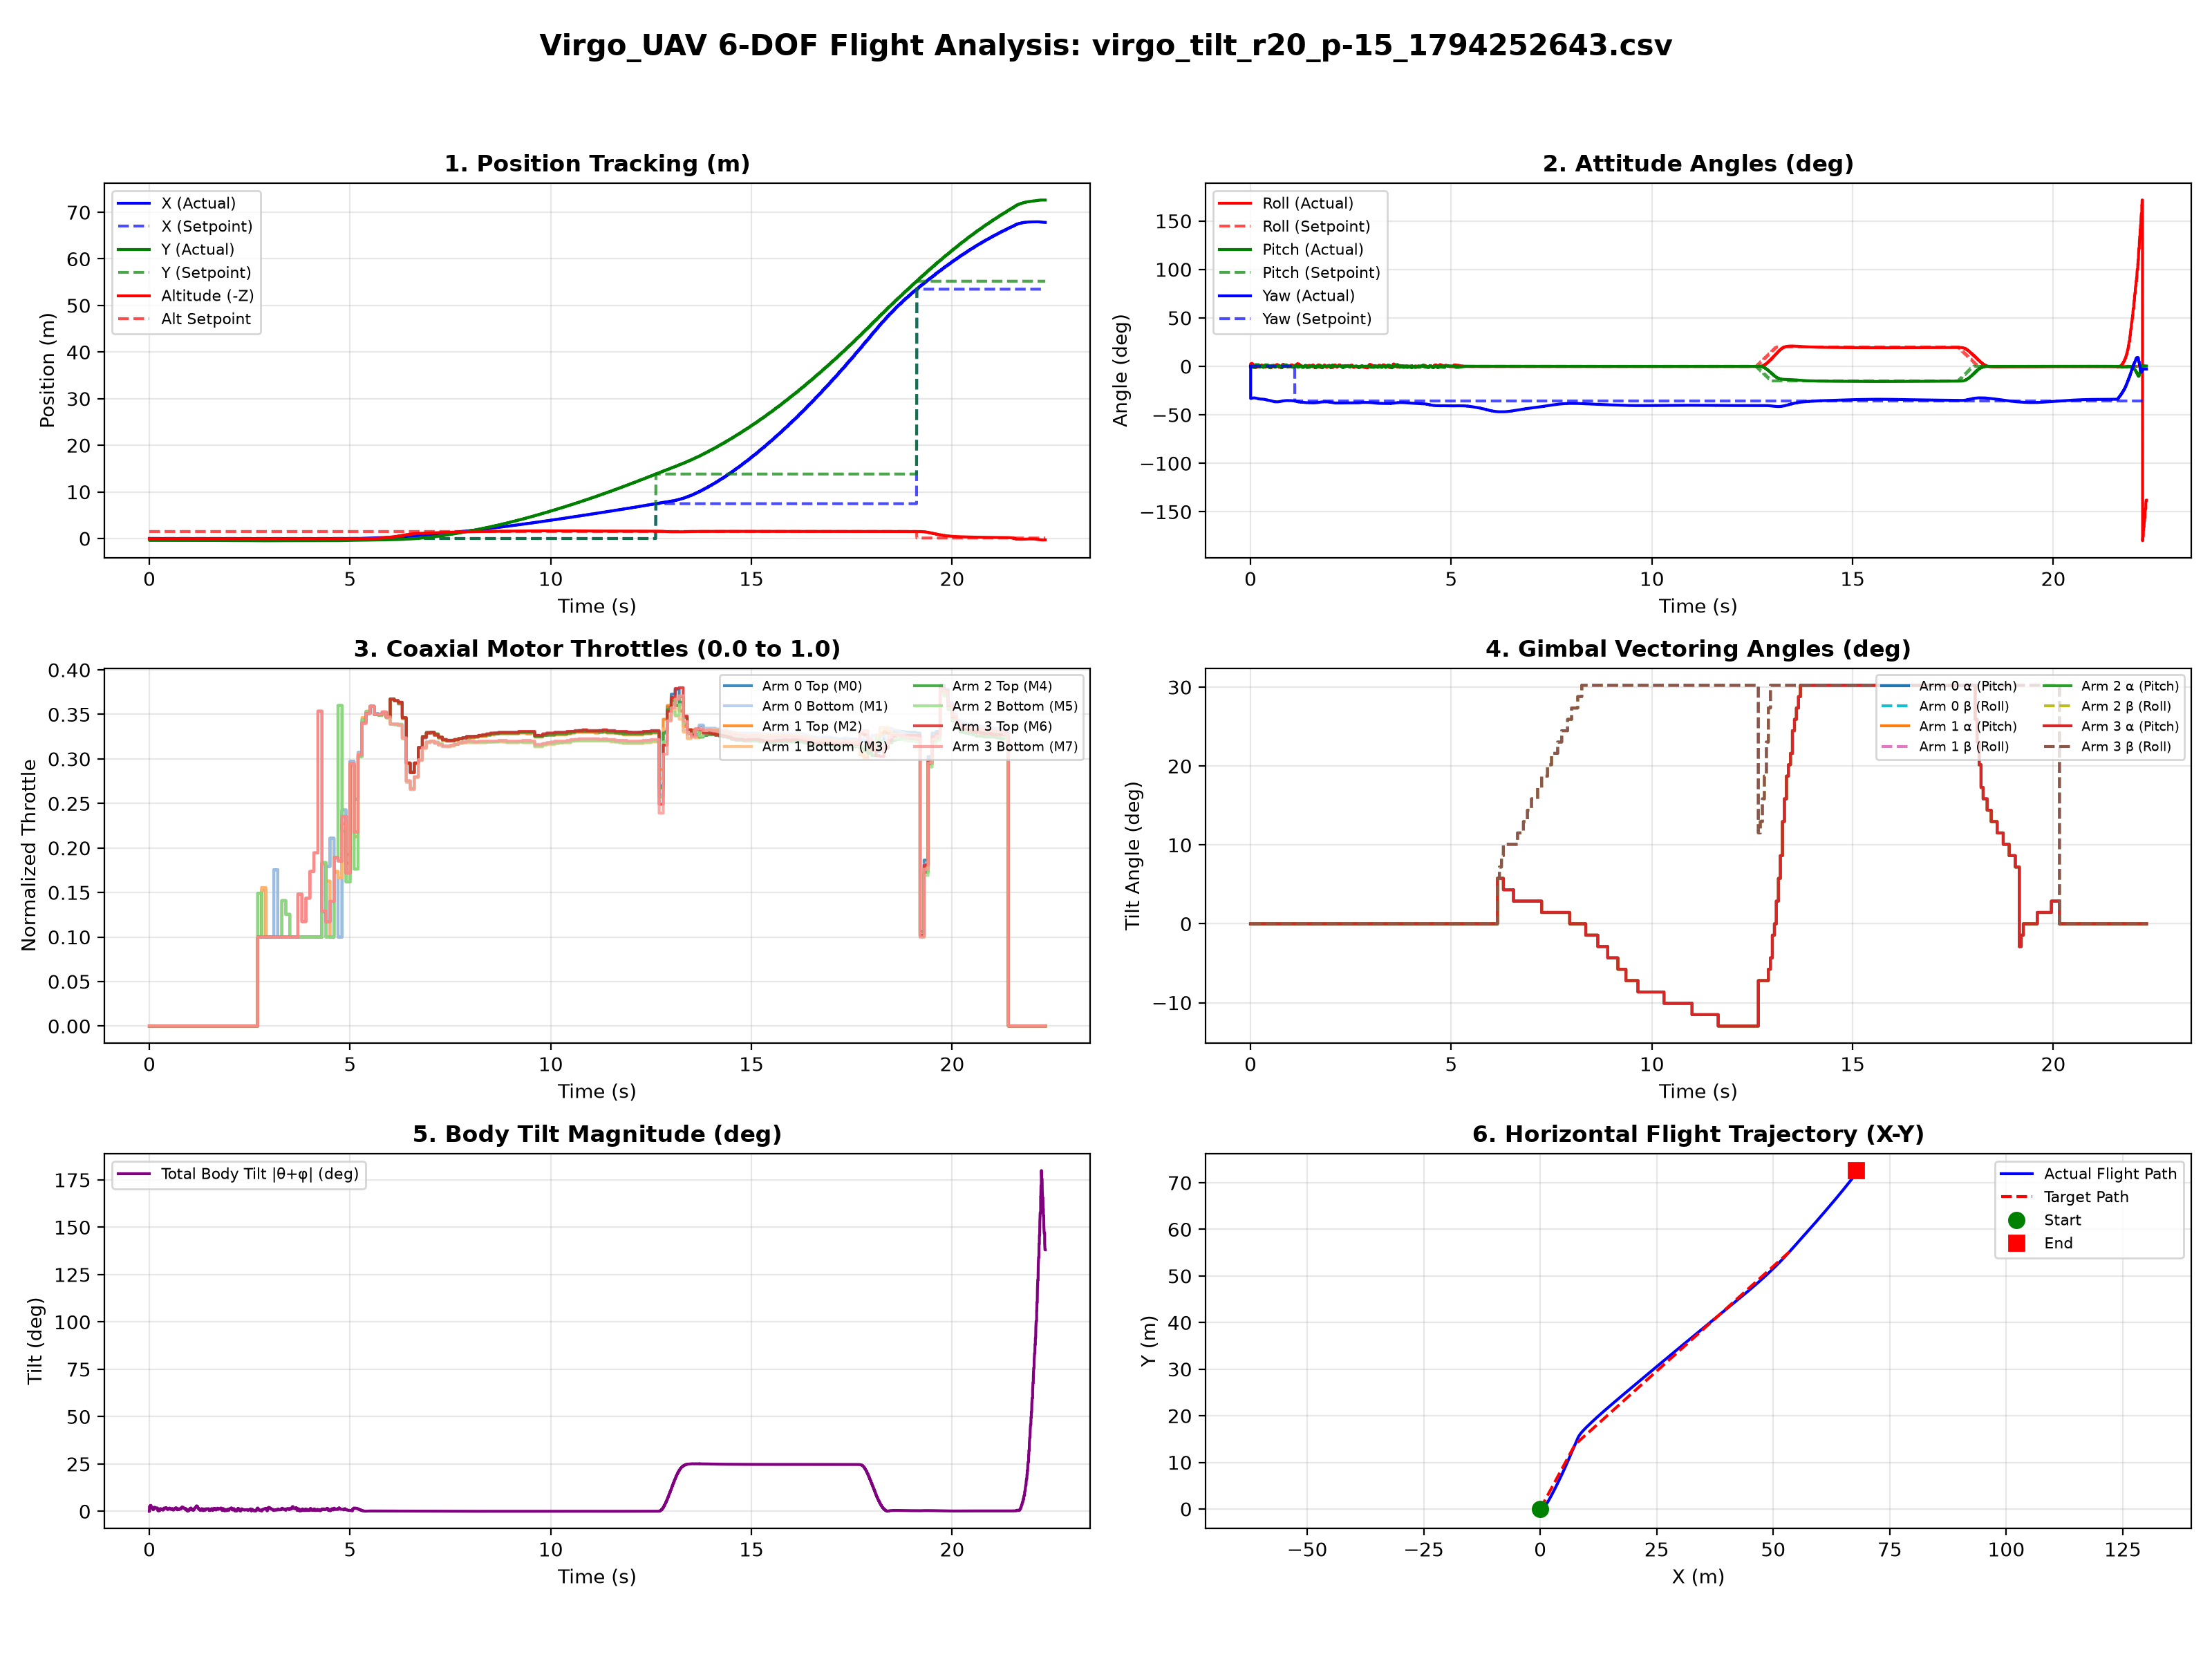 Virgo_UAV 6-DOF Flight Analysis: virgo_tilt_r20_p-15_1794252643.csv
1. Position Tracking (m)
X (Actual)
X (Setpoint)
Y (Actual)
Y (Setpoint)
Altitude (-Z)
Alt Setpoint
Position (m)
70
60
50
40
30
20
10
0
0 5 10 15 20
Time (s)
2. Attitude Angles (deg)
Roll (Actual)
Roll (Setpoint)
Pitch (Actual)
Pitch (Setpoint)
Yaw (Actual)
Yaw (Setpoint)
Angle (deg)
150
100
50
0
−50
−100
−150
0 5 10 15 20
Time (s)
3. Coaxial Motor Throttles (0.0 to 1.0)
Arm 0 Top (M0) Arm 2 Top (M4)
Arm 0 Bottom (M1) Arm 2 Bottom (M5)
Arm 1 Top (M2) Arm 3 Top (M6)
Arm 1 Bottom (M3) Arm 3 Bottom (M7)
Normalized Throttle
0.40
0.35
0.30
0.25
0.20
0.15
0.10
0.05
0.00
0 5 10 15 20
Time (s)
4. Gimbal Vectoring Angles (deg)
Arm 0 α (Pitch) Arm 2 α (Pitch)
Arm 0 β (Roll) Arm 2 β (Roll)
Arm 1 α (Pitch) Arm 3 α (Pitch)
Arm 1 β (Roll) Arm 3 β (Roll)
Tilt Angle (deg)
30
20
10
0
−10
0 5 10 15 20
Time (s)
5. Body Tilt Magnitude (deg)
Total Body Tilt |θ+φ| (deg)
Tilt (deg)
175
150
125
100
75
50
25
0
0 5 10 15 20
Time (s)
6. Horizontal Flight Trajectory (X-Y)
Actual Flight Path
Target Path
Start
End
Y (m)
70
60
50
40
30
20
10
0
−50 −25 0 25 50 75 100 125
X (m)